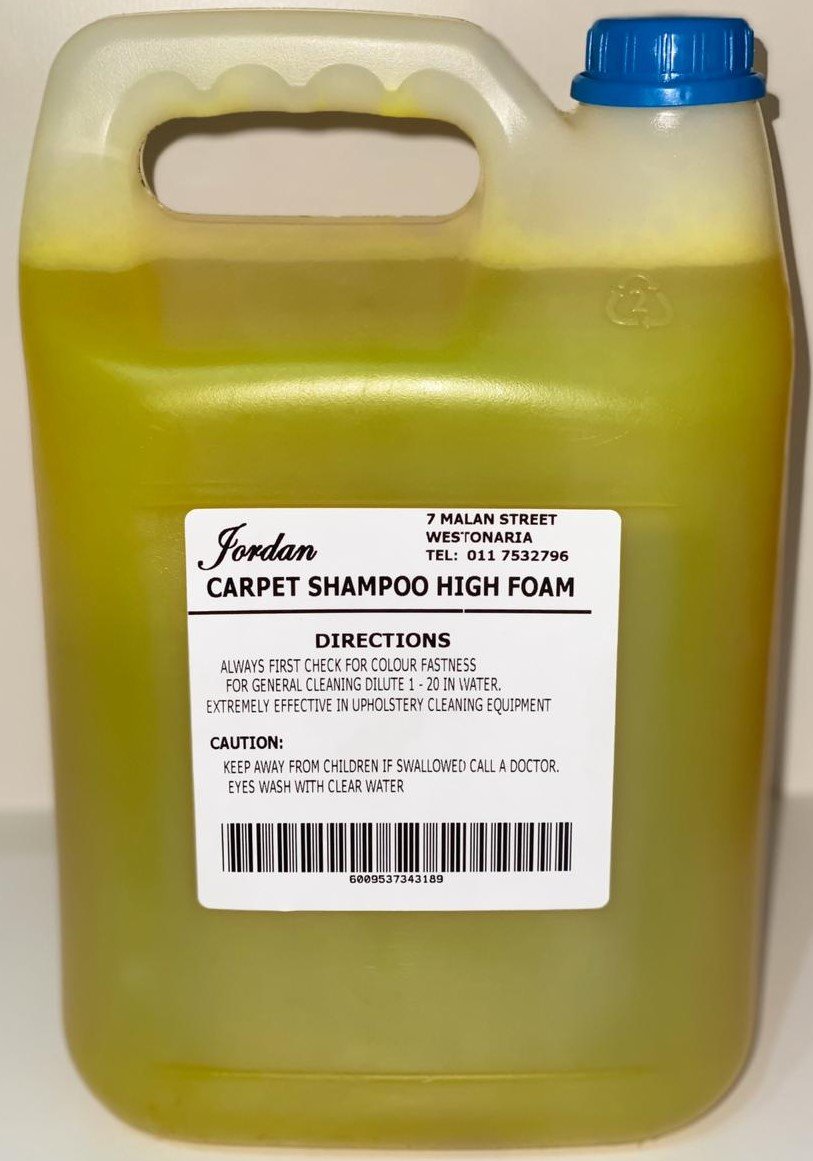 2
Jordan
7 MALAN STREET
WESTONARIA
TEL: 011 7532796
CARPET SHAMPOO HIGH FOAM
DIRECTIONS
ALWAYS FIRST CHECK FOR COLOUR FASTNESS
FOR GENERAL CLEANING DILUTE 1 - 20 IN WATER.
EXTREMELY EFFECTIVE IN UPHOLSTERY CLEANING EQUIPMENT
CAUTION:
KEEP AWAY FROM CHILDREN IF SWALLOWED CALL A DOCTOR.
EYES WASH WITH CLEAR WATER
6009537343189